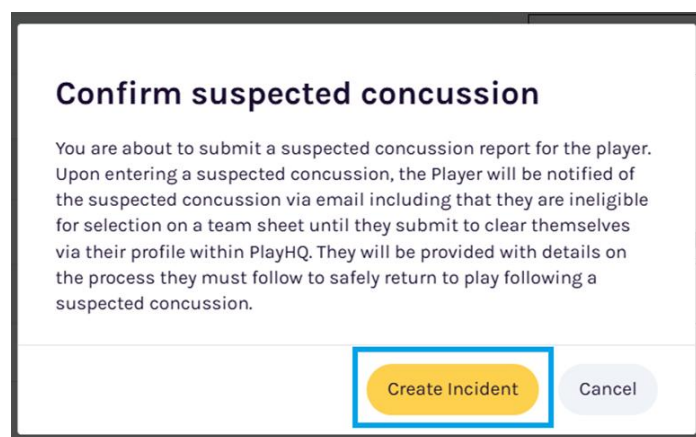 Confirm suspected concussion
You are about to submit a suspected concussion report for the player.
Upon entering a suspected concussion, the Player will be notified of
the suspected concussion via email including that they are ineligible
for selection on a team sheet until they submit to clear themselves
via their profile within PlayHQ. They will be provided with details on
the process they must follow to safely return to play following a
suspected concussion.
Create Incident
Cancel